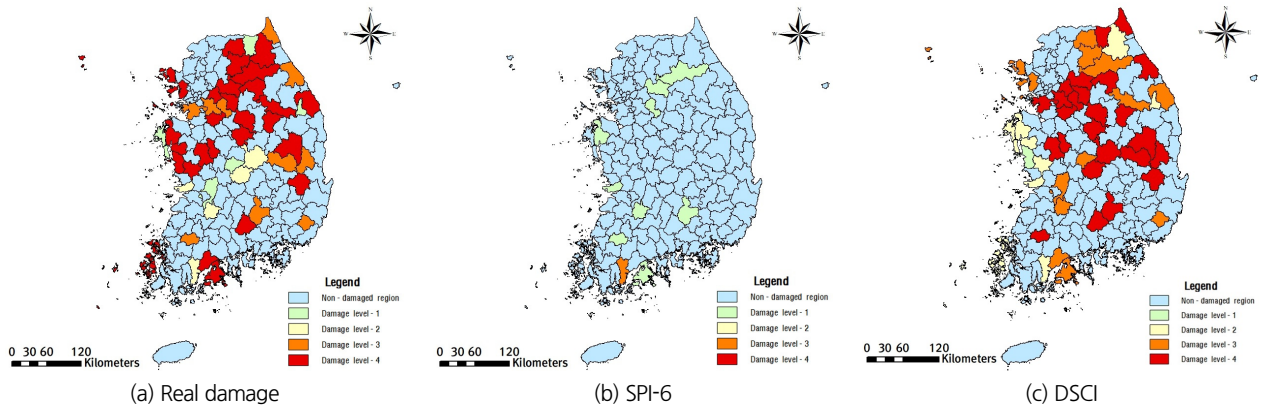 N
W
E
S
Legend
Non - damaged region
Damage level - 1
Damage level - 2
Damage level - 3
Damage level - 4
0 30 60 120
Kilometers
(a) Real damage
N
W
E
S
Legend
Non - damaged region
Damage level - 1
Damage level - 2
Damage level - 3
Damage level - 4
0 30 60 120
Kilometers
(b) SPI-6
N
W
E
S
Legend
Non - damaged region
Damage level - 1
Damage level - 2
Damage level - 3
Damage level - 4
0 30 60 120
Kilometers
(c) DSCI